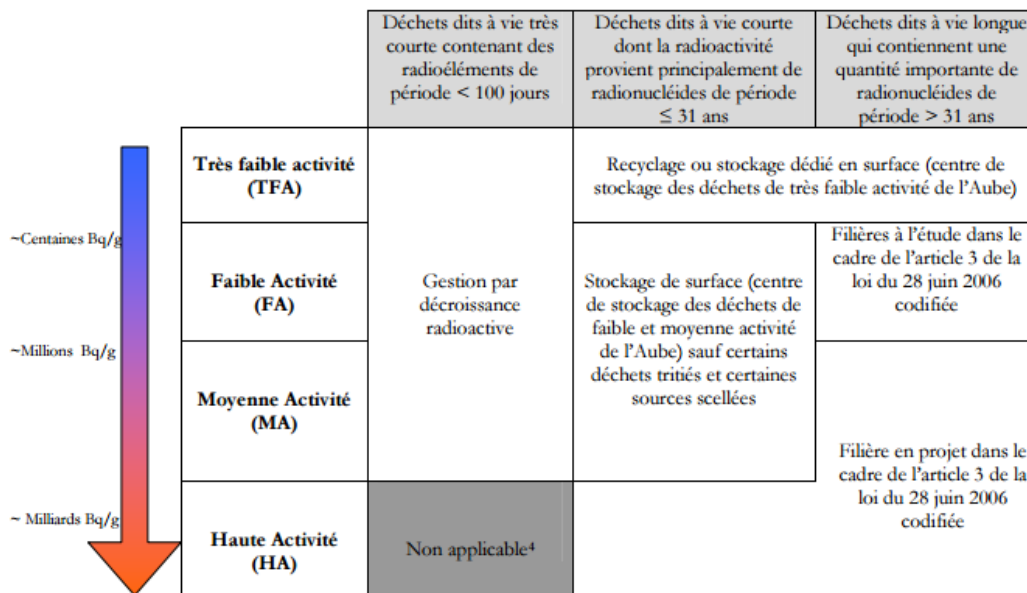 Déchets dits à vie très
courte contenant des
radioéléments de
période < 100 jours
Déchets dits à vie courte
dont la radioactivité
provient principalement de
radionucléides de période
≤ 31 ans
Déchets dits à vie longue
qui contiennent une
quantité importante de
radionucléides de
période > 31 ans
Très faible activité
(TFA)
Recyclage ou stockage dédié en surface (centre de
stockage des déchets de très faible activité de l'Aube)
~Centaines Bq/g
Faible Activité
(FA)
Gestion par
décroissance
radioactive
Stockage de surface (centre
de stockage des déchets de
faible et moyenne activité
de l'Aube) sauf certains
déchets tritiés et certaines
sources scellées
Filières à l'étude dans le
cadre de l'article 3 de la
loi du 28 juin 2006
codifiée
~Millions Bq/g
Moyenne Activité
(MA)
Filière en projet dans le
cadre de l'article 3 de la
loi du 28 juin 2006
codifiée
~ Milliards Bq/g
Haute Activité
(HA)
Non applicable⁴